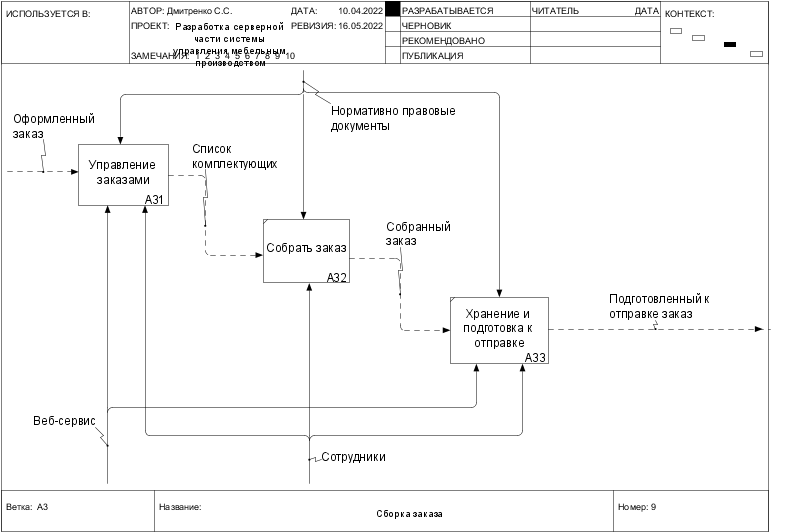 ИСПОЛЬЗУЕТСЯ В:
АВТОР: Дмитренко С.С.
ДАТА: 10.04.2022
РАЗРАБАТЫВАЕТСЯ
ЧИТАТЕЛЬ
ДАТА
КОНТЕКСТ:
ПРОЕКТ: Разработка серверной
части системы
управления мебельным
производством
РЕВИЗИЯ: 16.05.2022
ЧЕРНОВИК
РЕКОМЕНДОВАНО
ЗАМЕЧАНИЯ: 1 2 3 4 5 6 7 8 9 10
ПУБЛИКАЦИЯ
Нормативно правовые
документы
Оформленный
заказ
Управление
заказами
A31
Список
комплектующих
Собрать заказ
A32
Собранный
заказ
Хранение и
подготовка к
отправке
A33
Подготовленный к
отправке заказ
Веб-сервис
Сотрудники
Ветка: A3
Название:
Сборка заказа
Номер: 9